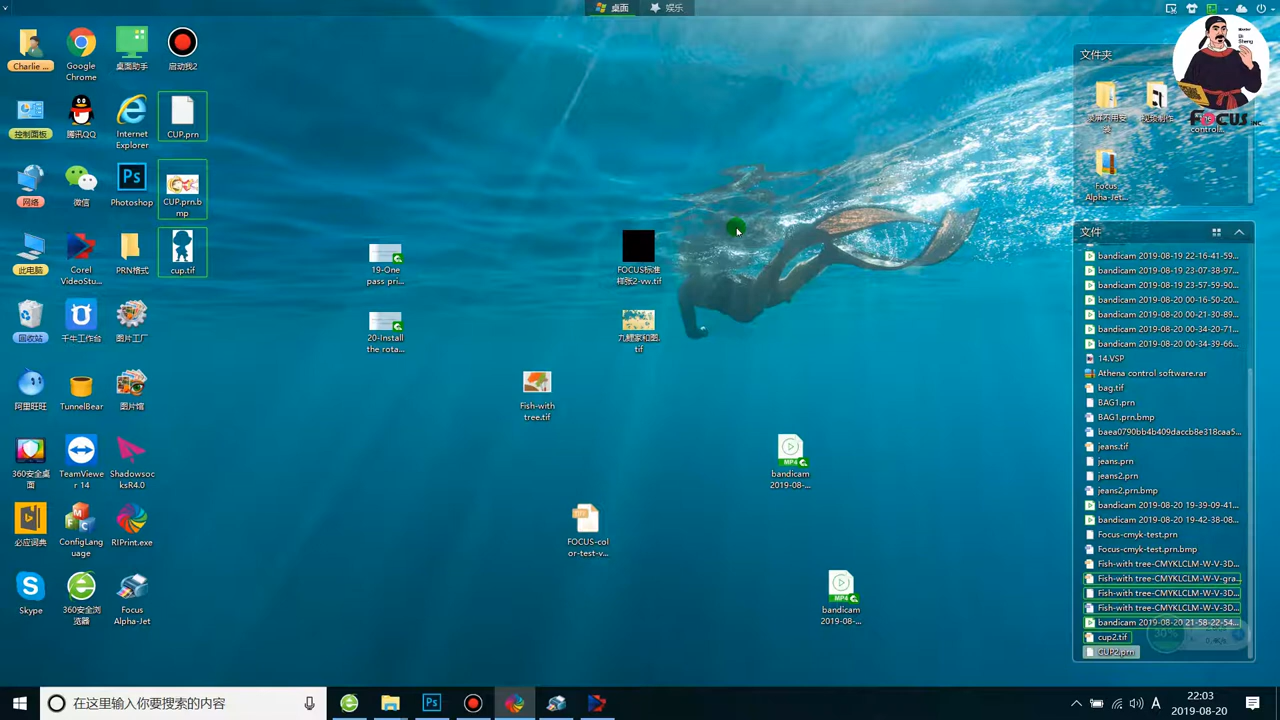 桌面
娱乐
Charlie ...
Google
Chrome
桌面助手
启动我2
控制面板
腾讯QQ
Internet
Explorer
CUP.prn
网络
微信
Photoshop
CUP.prn.b
mp
此电脑
Corel
VideoStu...
PRN格式
cup.tif
回收站
千牛工作台
图片工厂
阿里旺旺
TunnelBear
图片馆
360安全桌
面
TeamViewe
r 14
Shadowsoc
ksR4.0
必应词典
ConfigLang
uage
RIPrint.exe
Skype
360安全浏
览器
Focus
Alpha-Jet
19-One
pass pri...
20-Install
the rota...
Fish-with
tree.tif
FOCUS标准
样张2-vw.tif
九鲤家和图.
tif
FOCUS-col
or-test-v...
bandicam
2019-08-...
bandicam
2019-08-...
文件夹
视频制作
control...
Focus
Alpha-Jet...
FOCUS
INC
Bi
Sheng
文件
bandicam 2019-08-19 22-16-41-59...
bandicam 2019-08-19 23-07-38-97...
bandicam 2019-08-19 23-57-59-90...
bandicam 2019-08-20 00-16-50-20...
bandicam 2019-08-20 00-21-30-89...
bandicam 2019-08-20 00-34-20-71...
bandicam 2019-08-20 00-34-39-66...
14.VSP
Athena control software.rar
bag.tif
BAG1.prn
BAG1.prn.bmp
baea0790bb4b409daccb8e318caa5...
jeans.tif
jeans.prn
jeans2.prn
jeans2.prn.bmp
bandicam 2019-08-20 19-39-09-41...
bandicam 2019-08-20 19-42-38-08...
Focus-cmyk-test.prn
Focus-cmyk-test.prn.bmp
Fish-with tree-CMYKLCLM-W-V-3D...
Fish-with tree-CMYKLCLM-W-V-gra...
Fish-with tree-CMYKLCLM-W-V-3D...
Fish-with tree-CMYKLCLM-W-V-3D...
bandicam 2019-08-20 21-58-22-54...
cup2.tif
CUP2.prn
30%
在这里输入你要搜索的内容
Ps
A
22:03
2019-08-20